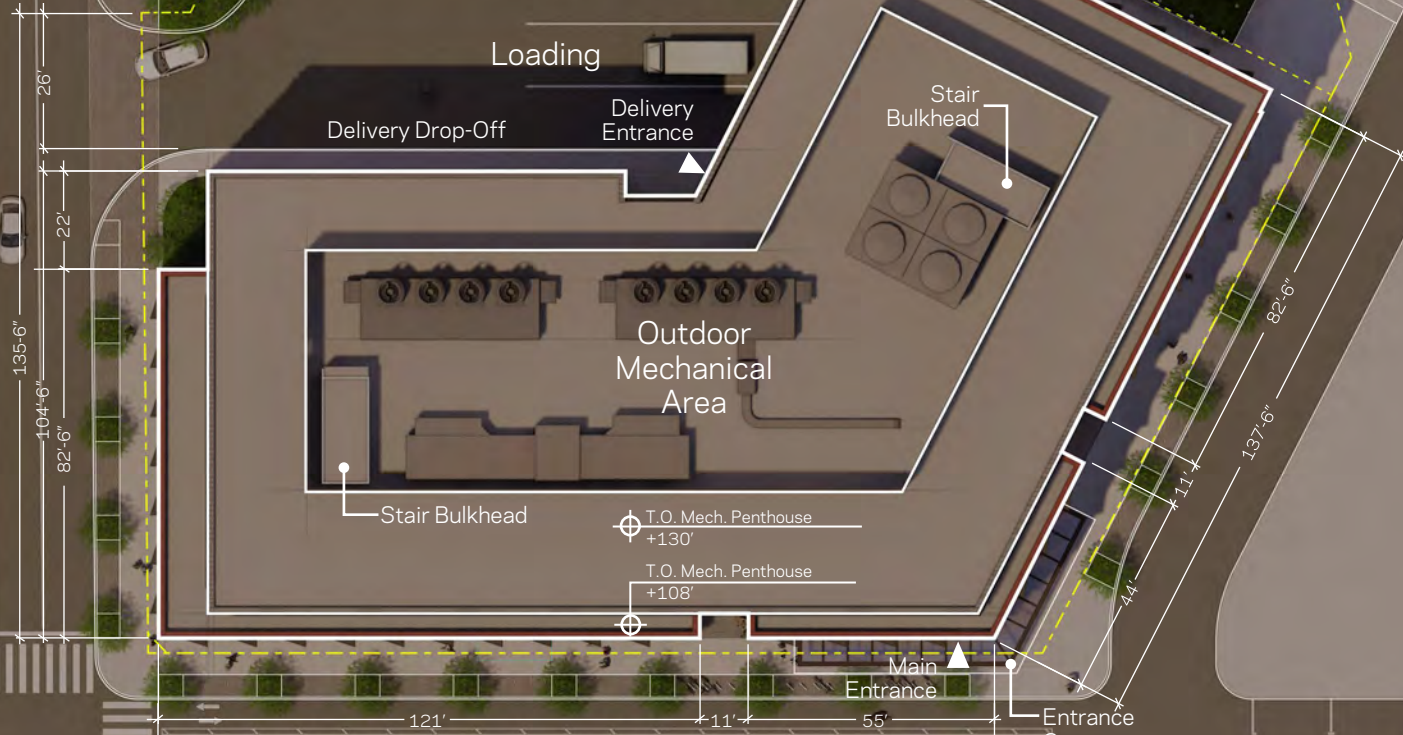 26'
Loading
Delivery
Entrance
Delivery Drop-Off
Stair
Bulkhead
22'
135-6"
104'-6"
82'-6"
82'-6"
137'-6"
11'
44'
Outdoor
Mechanical
Area
Stair Bulkhead
T.O. Mech. Penthouse
+130'
T.O. Mech. Penthouse
+108'
Main
Entrance
Entrance
121'
11'
55'